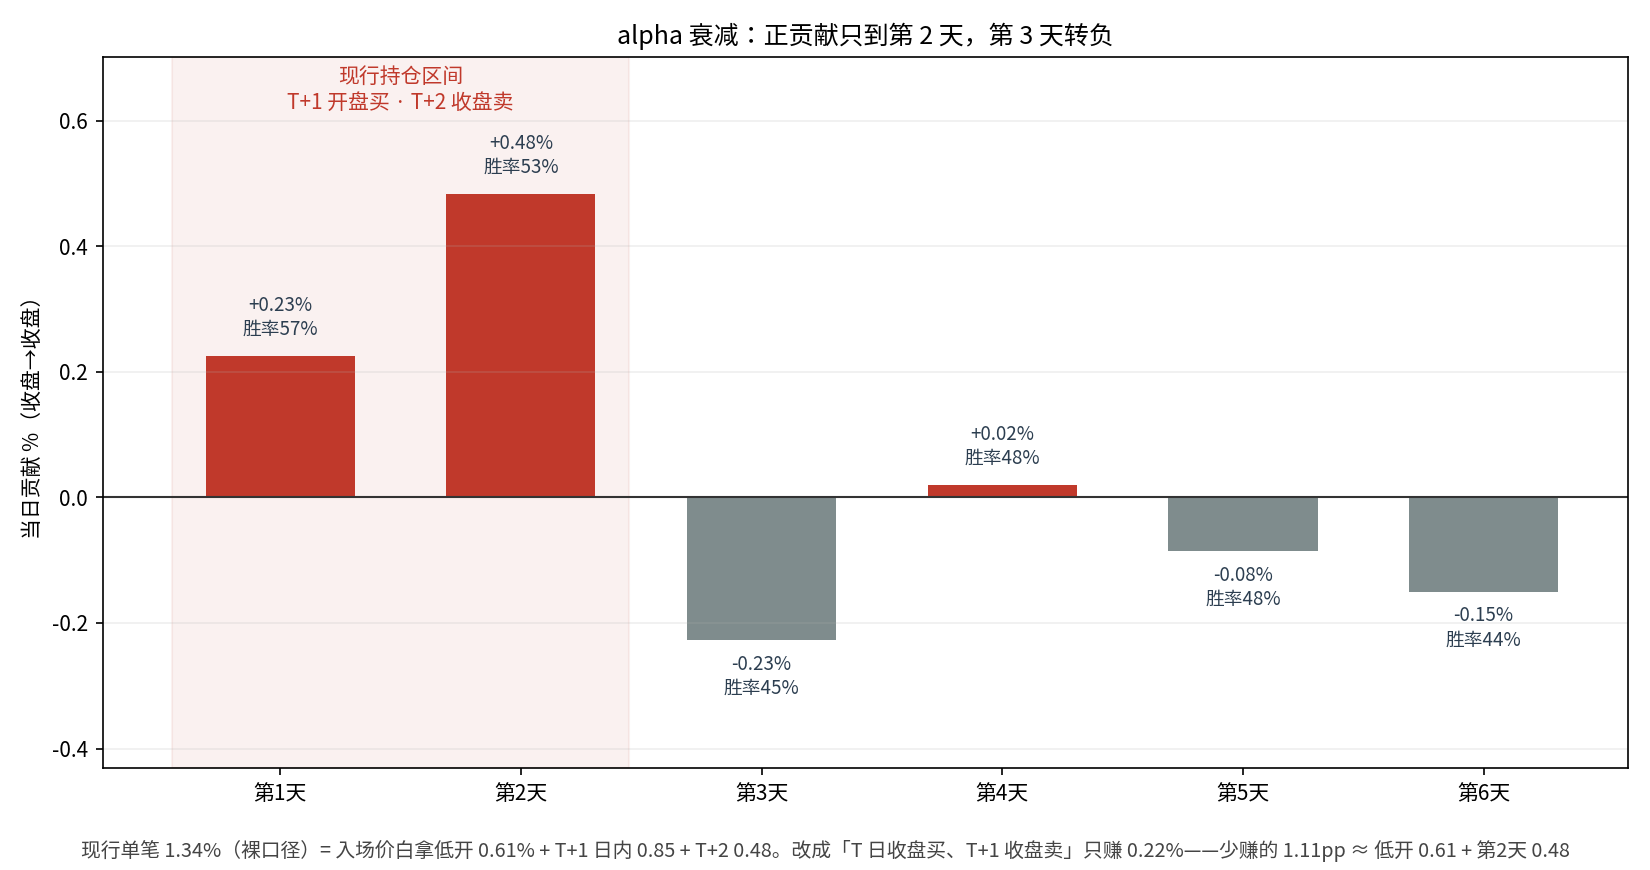 alpha 衰减：正贡献只到第 2 天，第 3 天转负
现行持仓区间
T+1 开盘买 · T+2 收盘卖
当日贡献 %（收盘→收盘）
0.6
0.4
0.2
0.0
-0.2
-0.4
+0.23%
胜率57%
+0.48%
胜率53%
-0.23%
胜率45%
+0.02%
胜率48%
-0.08%
胜率48%
-0.15%
胜率44%
第1天
第2天
第3天
第4天
第5天
第6天
现行单笔 1.34%（裸口径）= 入场价白拿低开 0.61% + T+1 日内 0.85 + T+2 0.48。改成「T 日收盘买、T+1 收盘卖」只赚 0.22%——少赚的 1.11pp ≈ 低开 0.61 + 第2天 0.48